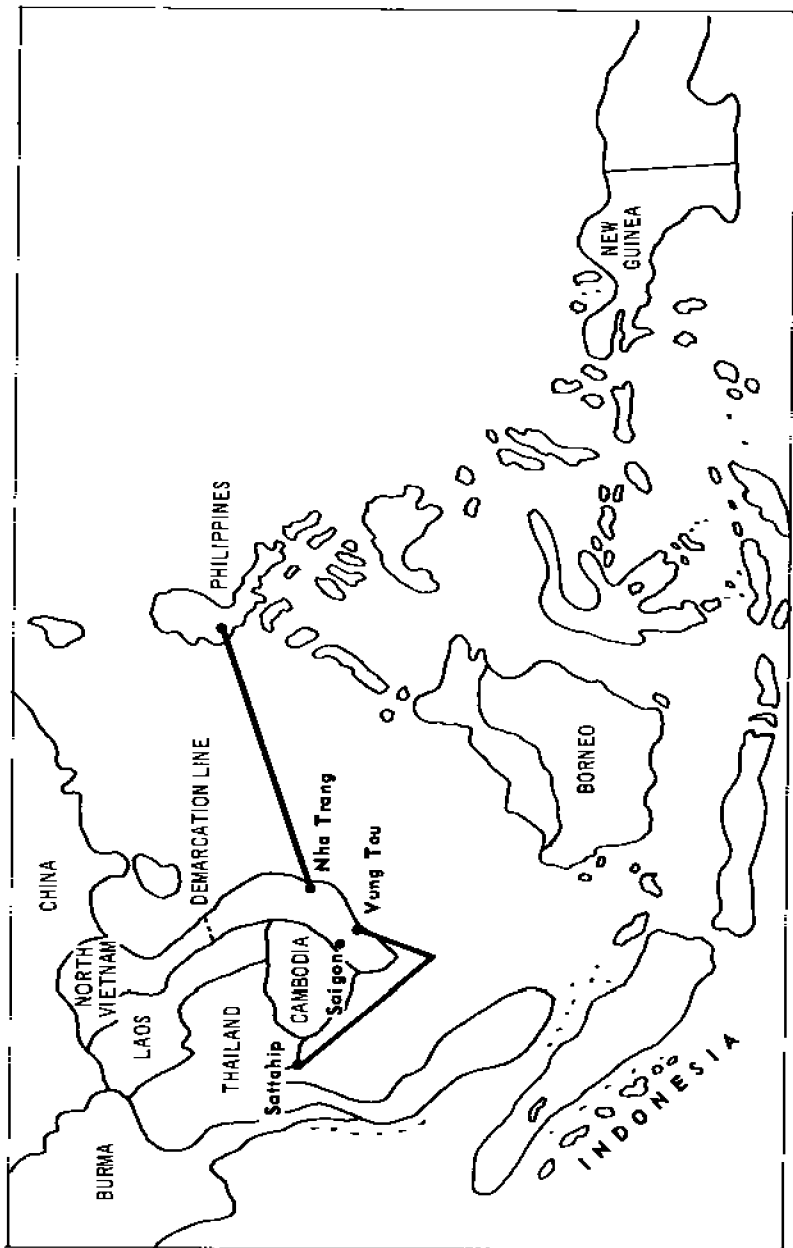 CHINA
BURMA
NORTH
VIETNAM
LAOS
DEMARCATION LINE
PHILIPPINES
THAILAND
CAMBODIA
Sattahip
Saigon
Nha Trang
Vung Tau
BORNEO
NEW
GUINEA
INDONESIA